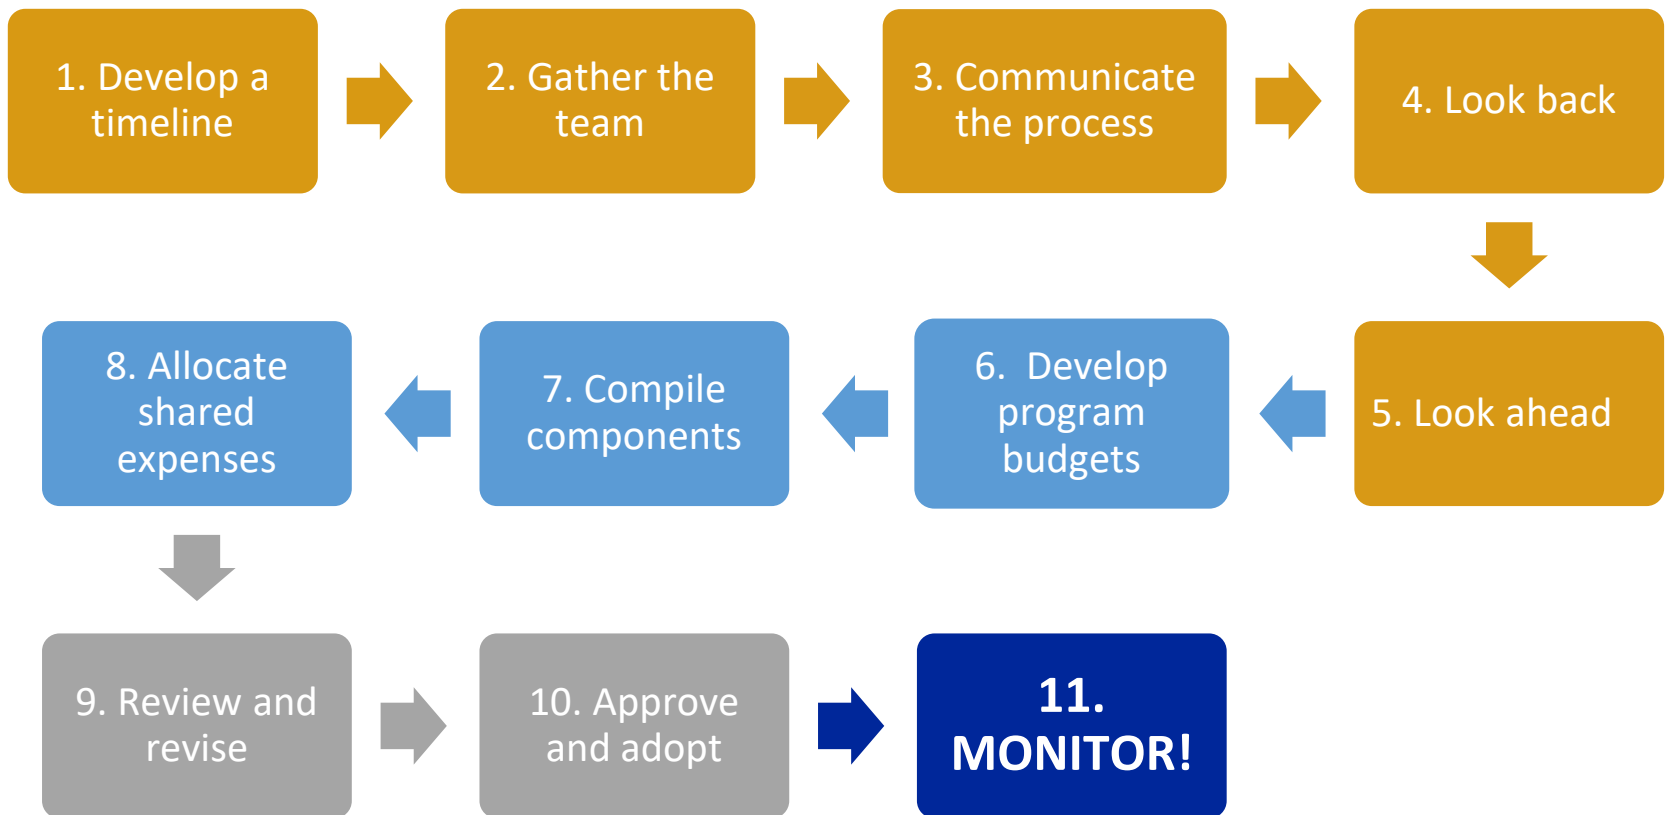 1. Develop a
timeline
2. Gather the
team
3. Communicate
the process
4. Look back
5. Look ahead
6.  Develop
program
budgets
7. Compile
components
8. Allocate
shared
expenses
9. Review and
revise
10. Approve
and adopt
11.
MONITOR!